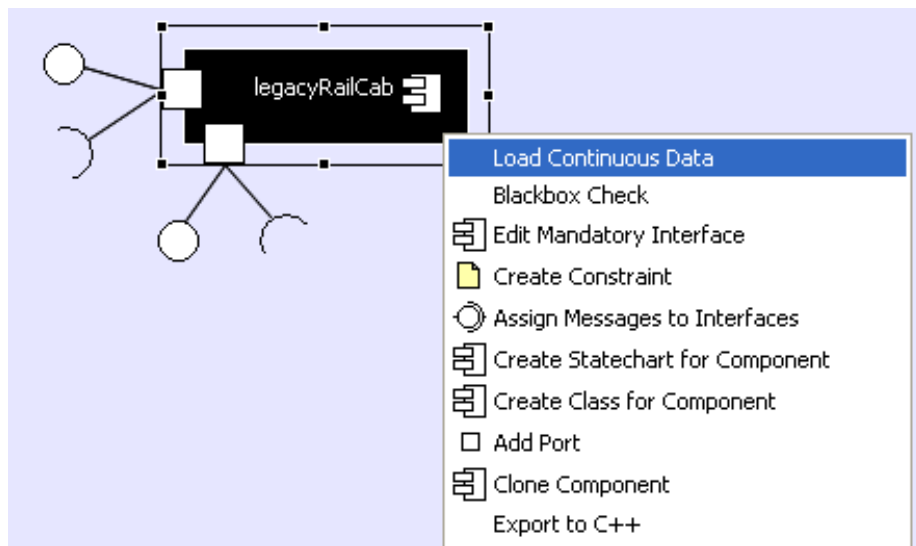 legacyRailCab
Load Continuous Data
Blackbox Check
Edit Mandatory Interface
Create Constraint
Assign Messages to Interfaces
Create Statechart for Component
Create Class for Component
Add Port
Clone Component
Export to C++